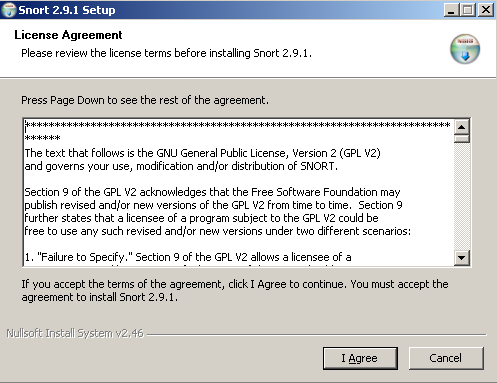 Snort 2.9.1 Setup
License Agreement
Please review the license terms before installing Snort 2.9.1.
Press Page Down to see the rest of the agreement.
***********************************************************************
******
The text that follows is the GNU General Public License, Version 2 (GPL V2)
and governs your use, modification and/or distribution of SNORT.
Section 9 of the GPL V2 acknowledges that the Free Software Foundation may
publish revised and/or new versions of the GPL V2 from time to time.  Section 9
further states that a licensee of a program subject to the GPL V2 could be
free to use any such revised and/or new versions under two different scenarios:
1. "Failure to Specify." Section 9 of the GPL V2 allows a licensee of a
If you accept the terms of the agreement, click I Agree to continue. You must accept the
agreement to install Snort 2.9.1.
Nullsoft Install System v2.46
I Agree
Cancel